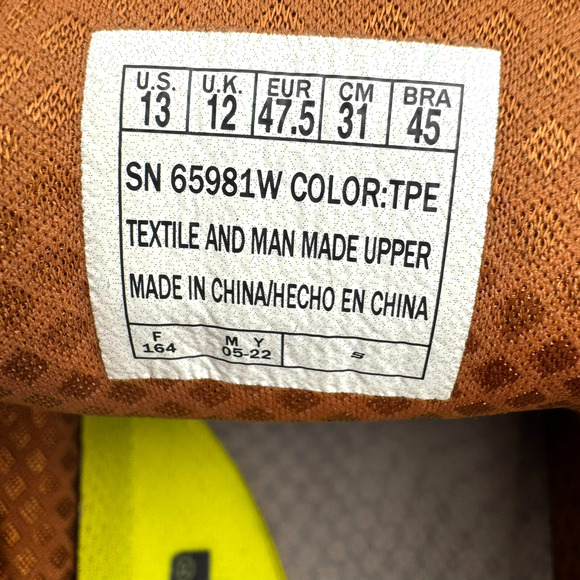 U.S. U.K. EUR CM BRA
13 12 47.5 31 45
SN 65981W COLOR:TPE
TEXTILE AND MAN MADE UPPER
MADE IN CHINA/HECHO EN CHINA
F M Y
164 05-22 S